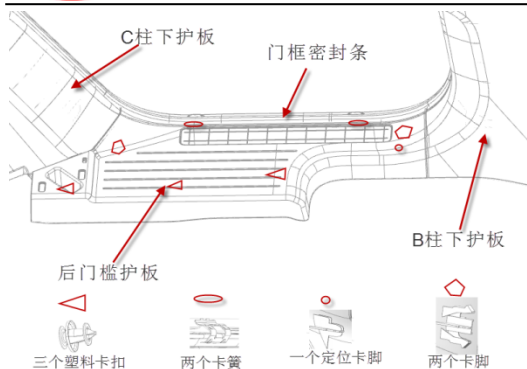 C柱下护板
门框密封条
B柱下护板
后门槛护板
三个塑料卡扣
两个卡簧
一个定位卡脚
两个卡脚